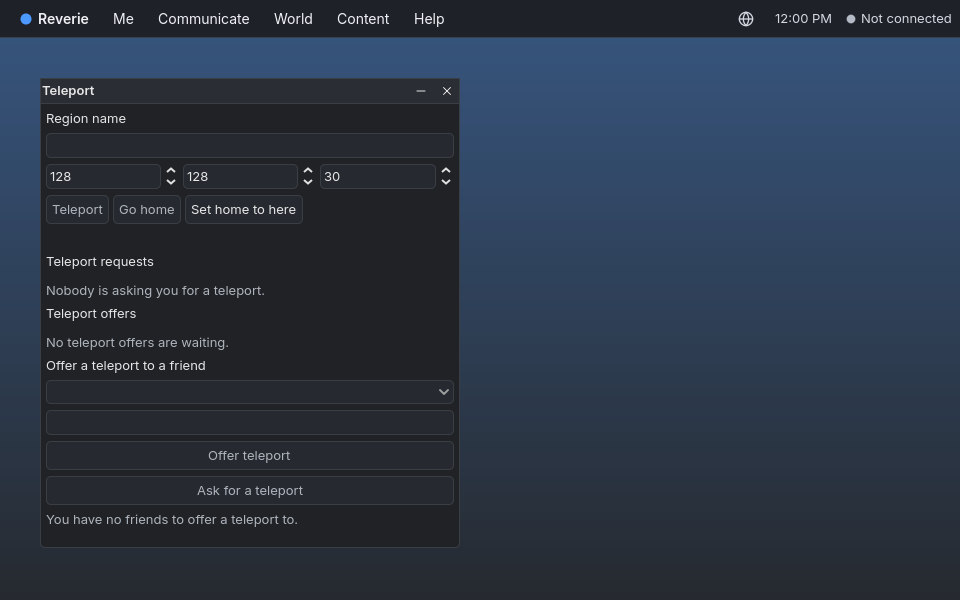 Reverie Me Communicate World Content Help 12:00 PM Not connected
Teleport
Region name
128 128 30
Teleport Go home Set home to here
Teleport requests
Nobody is asking you for a teleport.
Teleport offers
No teleport offers are waiting.
Offer a teleport to a friend
Offer teleport
Ask for a teleport
You have no friends to offer a teleport to.